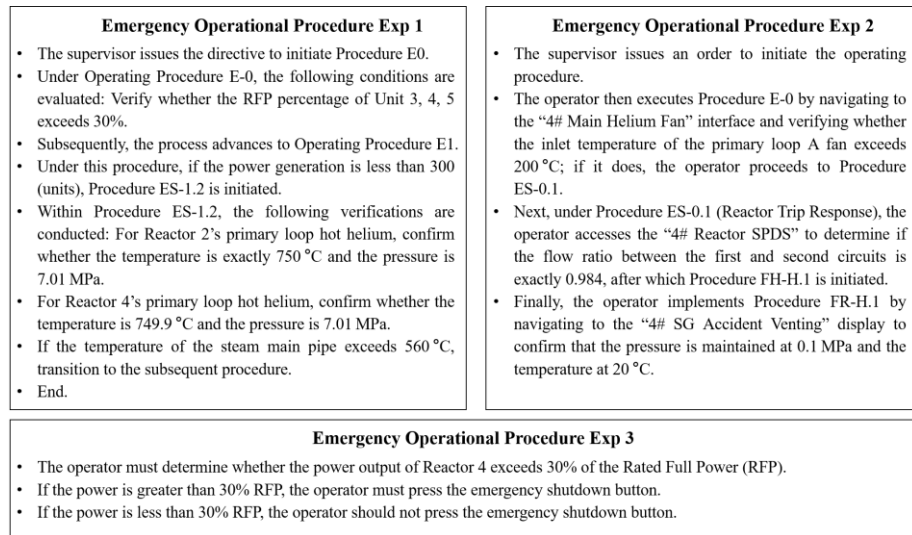 Emergency Operational Procedure Exp 1
• The supervisor issues the directive to initiate Procedure E0.
• Under Operating Procedure E-0, the following conditions are
evaluated: Verify whether the RFP percentage of Unit 3, 4, 5
exceeds 30%.
• Subsequently, the process advances to Operating Procedure E1.
• Under this procedure, if the power generation is less than 300
(units), Procedure ES-1.2 is initiated.
• Within Procedure ES-1.2, the following verifications are
conducted: For Reactor 2’s primary loop hot helium, confirm
whether the temperature is exactly 750 °C and the pressure is
7.01 MPa.
• For Reactor 4’s primary loop hot helium, confirm whether the
temperature is 749.9 °C and the pressure is 7.01 MPa.
• If the temperature of the steam main pipe exceeds 560 °C,
transition to the subsequent procedure.
• End.
Emergency Operational Procedure Exp 2
• The supervisor issues an order to initiate the operating
procedure.
• The operator then executes Procedure E-0 by navigating to
the “4# Main Helium Fan” interface and verifying whether
the inlet temperature of the primary loop A fan exceeds
200 °C; if it does, the operator proceeds to Procedure
ES-0.1.
• Next, under Procedure ES-0.1 (Reactor Trip Response), the
operator accesses the “4# Reactor SPDS” to determine if
the flow ratio between the first and second circuits is
exactly 0.984, after which Procedure FH-H.1 is initiated.
• Finally, the operator implements Procedure FR-H.1 by
navigating to the “4# SG Accident Venting” display to
confirm that the pressure is maintained at 0.1 MPa and the
temperature at 20 °C.
Emergency Operational Procedure Exp 3
• The operator must determine whether the power output of Reactor 4 exceeds 30% of the Rated Full Power (RFP).
• If the power is greater than 30% RFP, the operator must press the emergency shutdown button.
• If the power is less than 30% RFP, the operator should not press the emergency shutdown button.